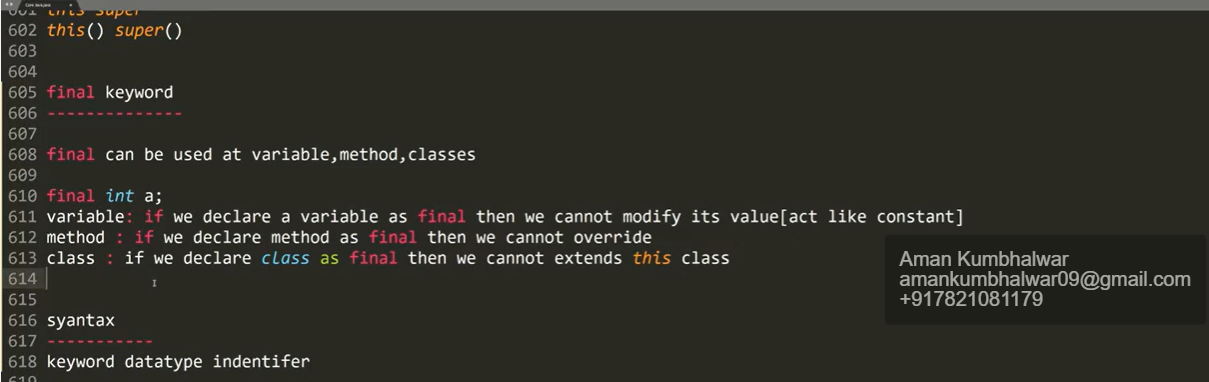 601 this super
602 this() super()
603
604
605 final keyword
606 --------------
607
608 final can be used at variable,method,classes
609
610 final int a;
611 variable: if we declare a variable as final then we cannot modify its value[act like constant]
612 method : if we declare method as final then we cannot override
613 class : if we declare class as final then we cannot extends this class
614
615
616 syantax
617 -----------
618 keyword datatype indentifer
619
Aman Kumbhalwar
amankumbhalwar09@gmail.com
+917821081179